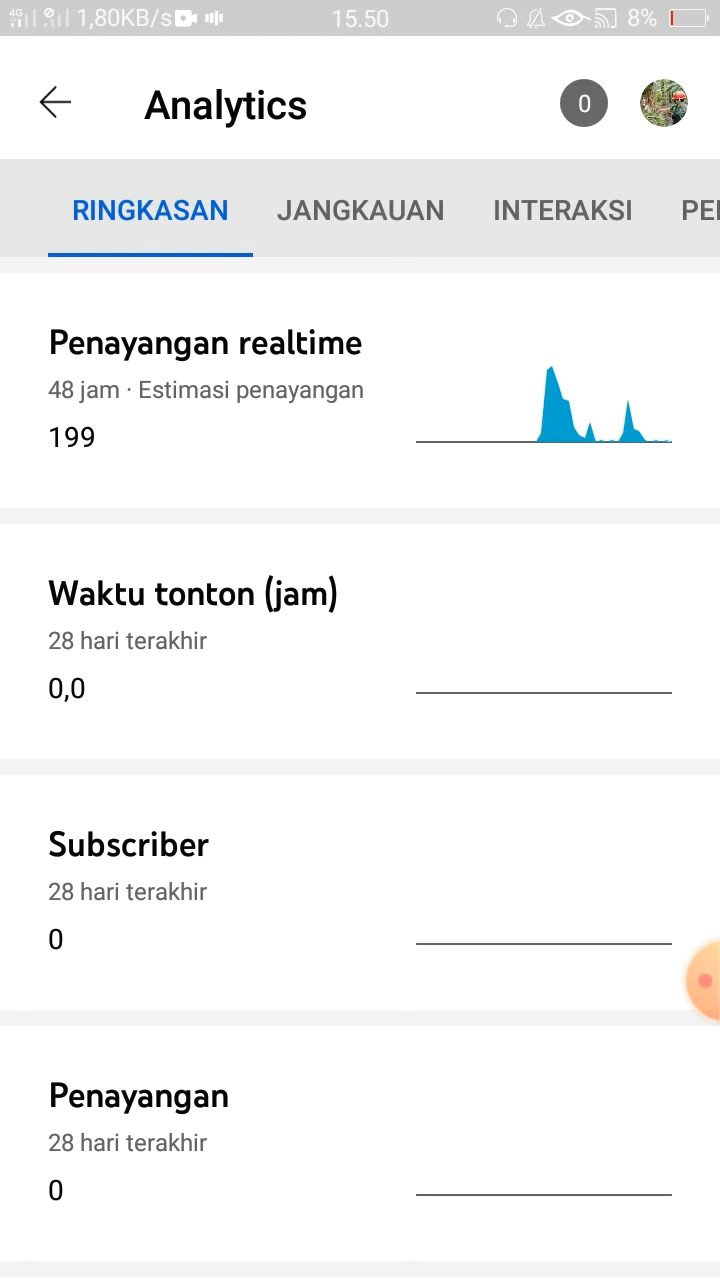 4G 1,80KB/s 15.50 8%
Analytics 0
RINGKASAN JANGKAUAN INTERAKSI
Penayangan realtime
48 jam · Estimasi penayangan
199
Waktu tonton (jam)
28 hari terakhir
0,0
Subscriber
28 hari terakhir
0
Penayangan
28 hari terakhir
0